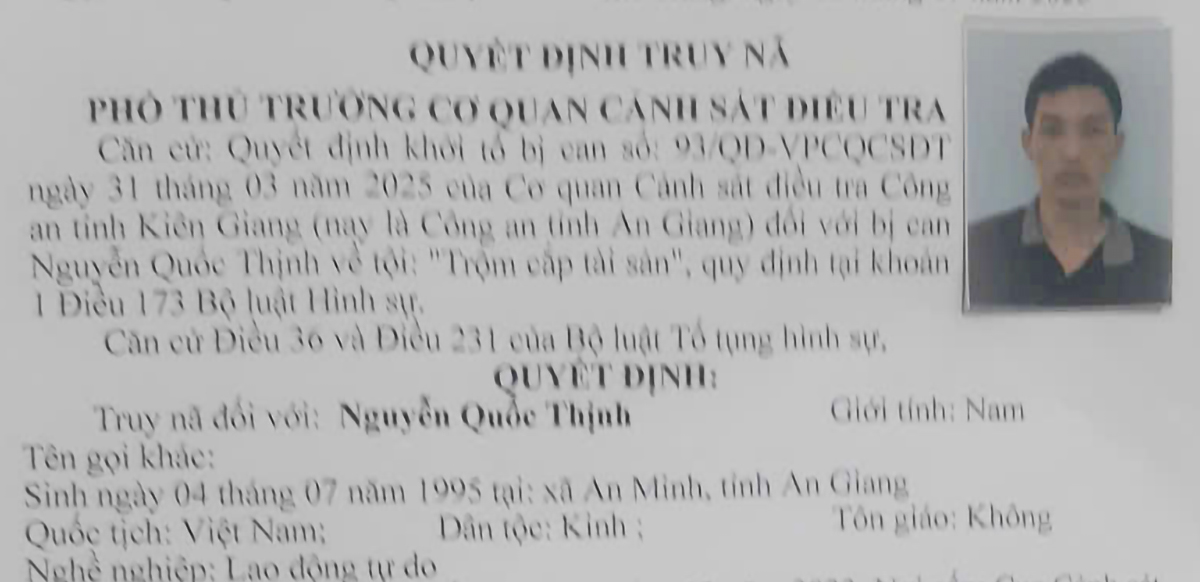 QUYẾT ĐỊNH TRUY NÃ
PHÓ THỦ TRƯỞNG CƠ QUAN CẢNH SÁT ĐIỀU TRA
Căn cứ: Quyết định khởi tố bị can số: 93/QĐ-VPCQCSĐT
ngày 31 tháng 03 năm 2025 của Cơ quan Cảnh sát điều tra Công
an tỉnh Kiên Giang (nay là Công an tỉnh An Giang) đối với bị can
Nguyễn Quốc Thịnh về tội: "Trộm cắp tài sản", quy định tại khoản
1 Điều 173 Bộ luật Hình sự.
Căn cứ Điều 36 và Điều 231 của Bộ luật Tố tụng hình sự,
QUYẾT ĐỊNH:
Truy nã đối với: Nguyễn Quốc Thịnh Giới tính: Nam
Tên gọi khác:
Sinh ngày 04 tháng 07 năm 1995 tại: xã An Minh, tỉnh An Giang
Quốc tịch: Việt Nam; Dân tộc: Kinh ; Tôn giáo: Không
Nghề nghiệp: Lao động tự do